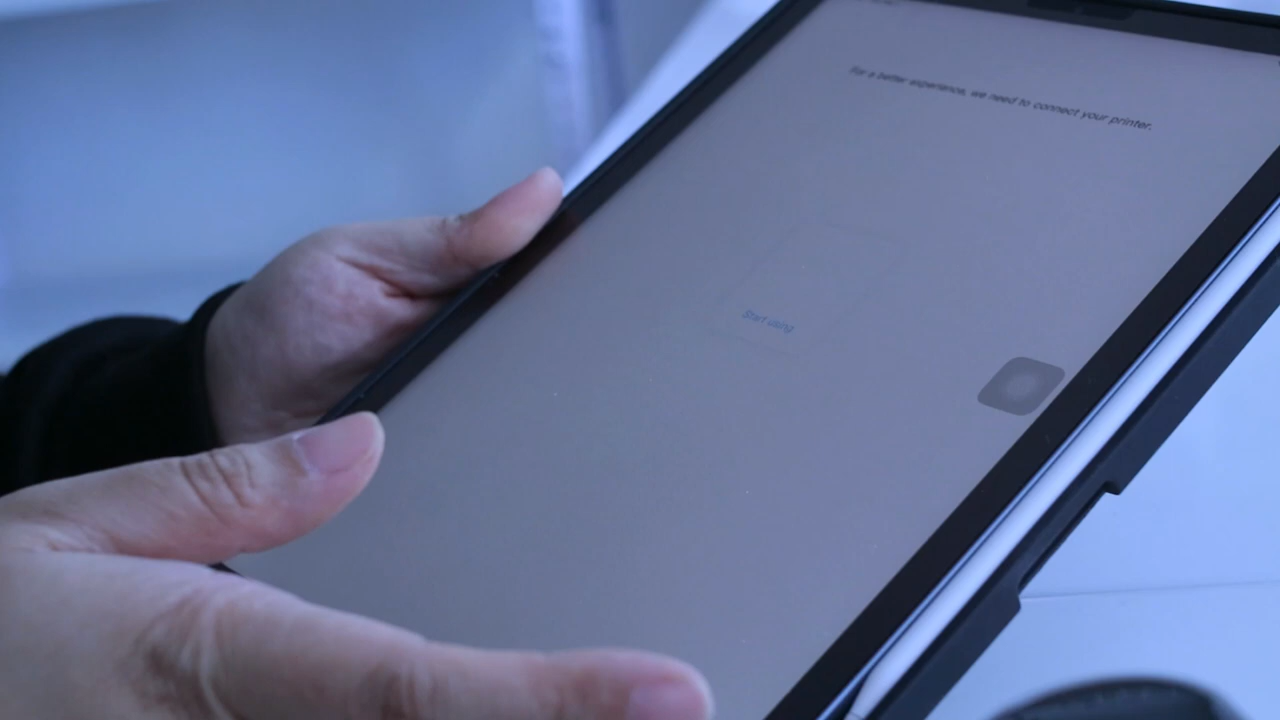 For a better experience, we need to connect your printer.
Start using